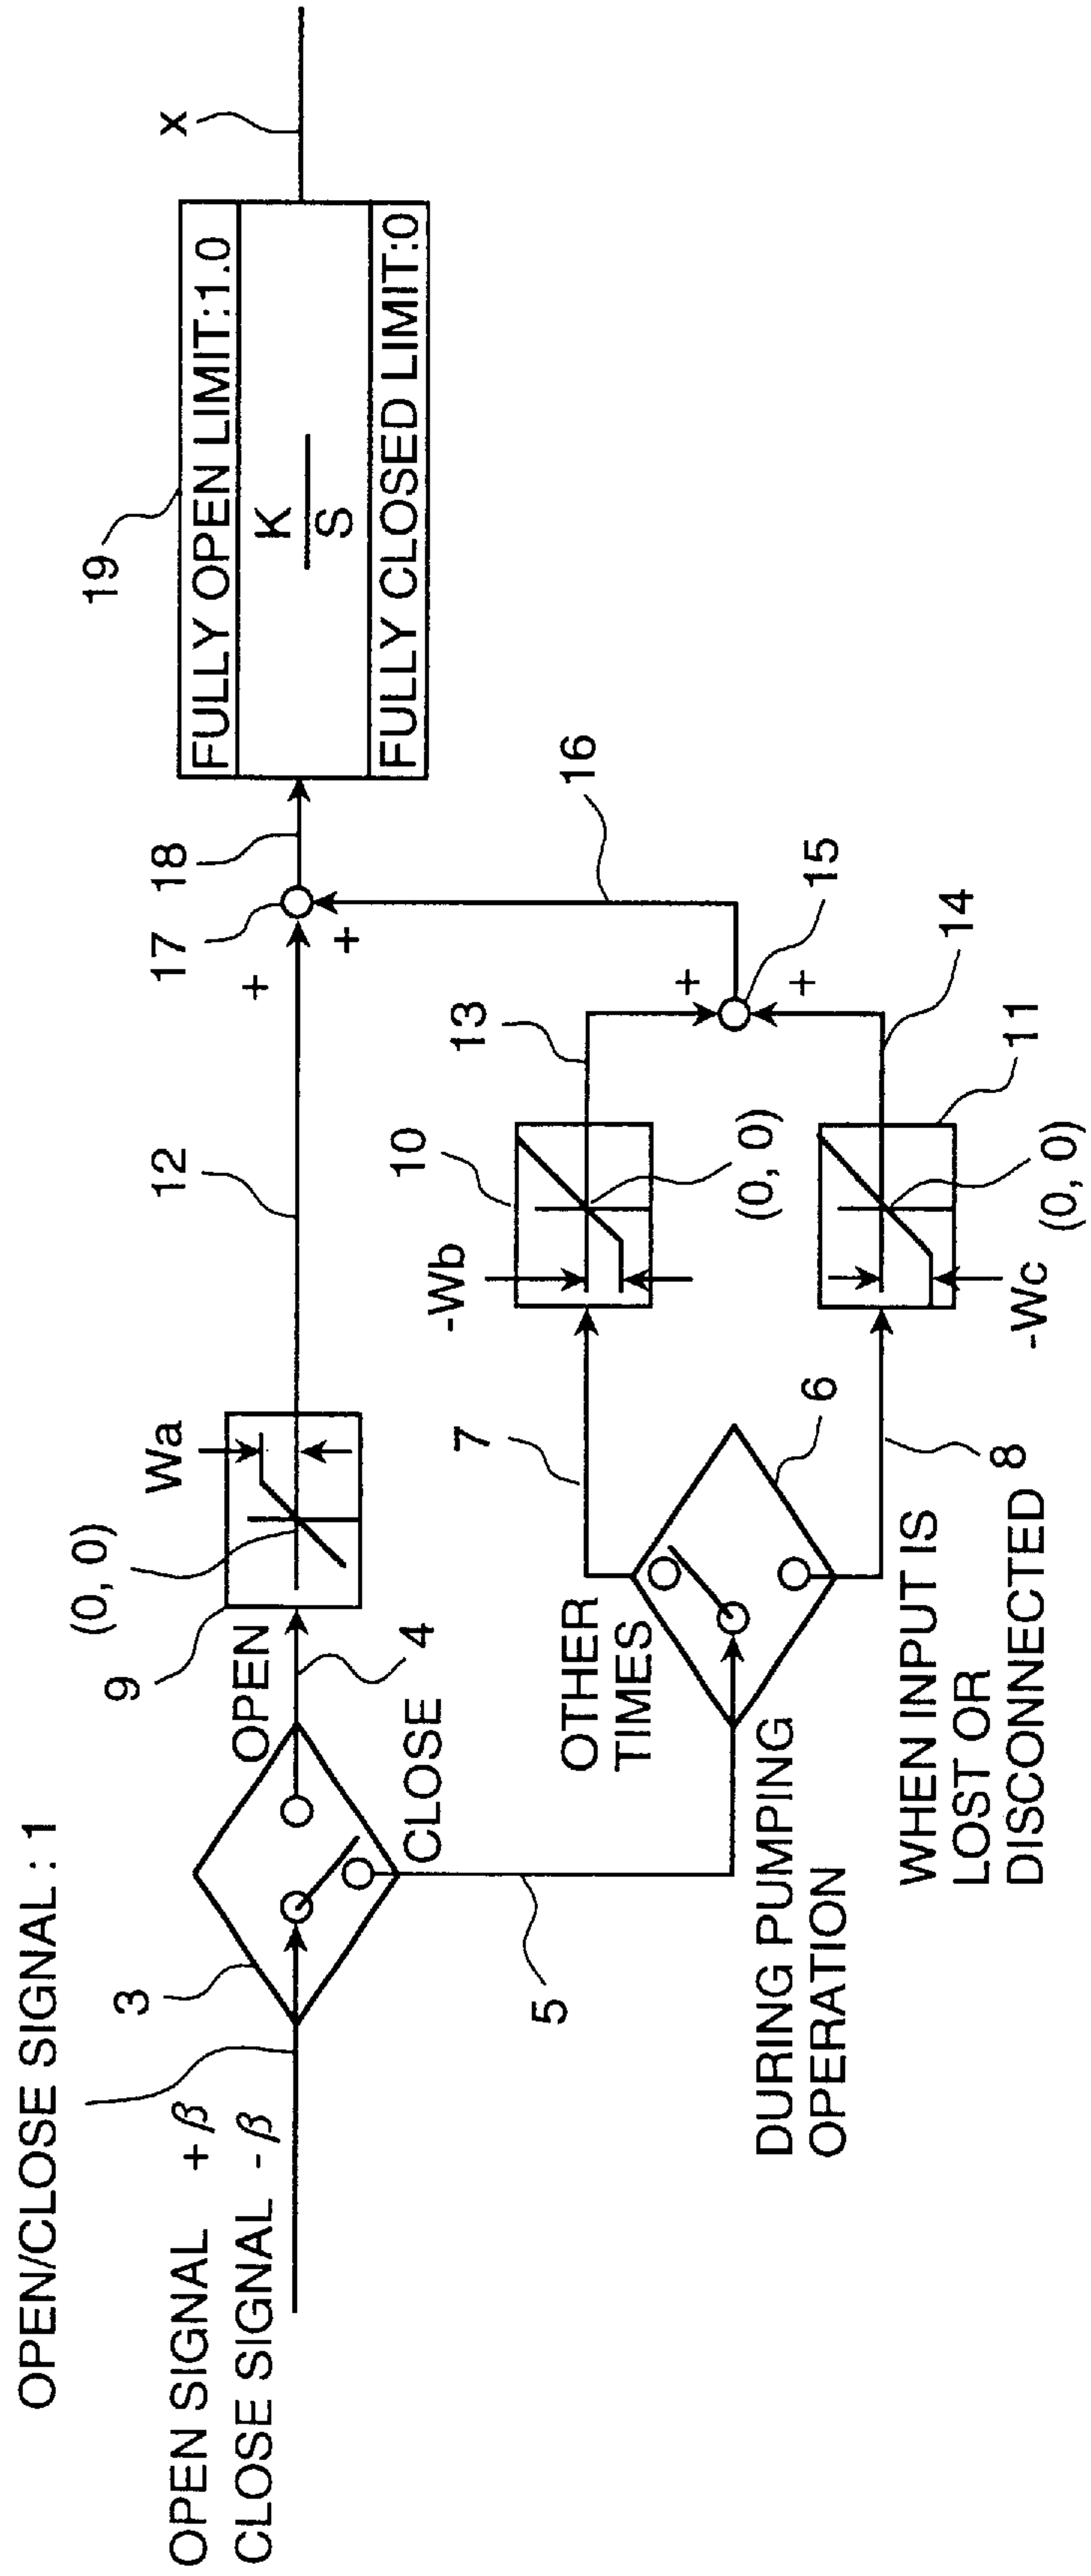 OPEN/CLOSE SIGNAL : 1
OPEN SIGNAL +β
CLOSE SIGNAL -β
3
OPEN
4
CLOSE
5
9
(0, 0)
Wa
12
DURING PUMPING
OPERATION
OTHER
TIMES
6
7
WHEN INPUT IS
LOST OR
DISCONNECTED
8
-Wb
10
(0, 0)
13
-Wc
(0, 0)
11
14
+
+
15
16
+
+
17
18
19
FULLY OPEN LIMIT:1.0
K
S
FULLY CLOSED LIMIT:0
x